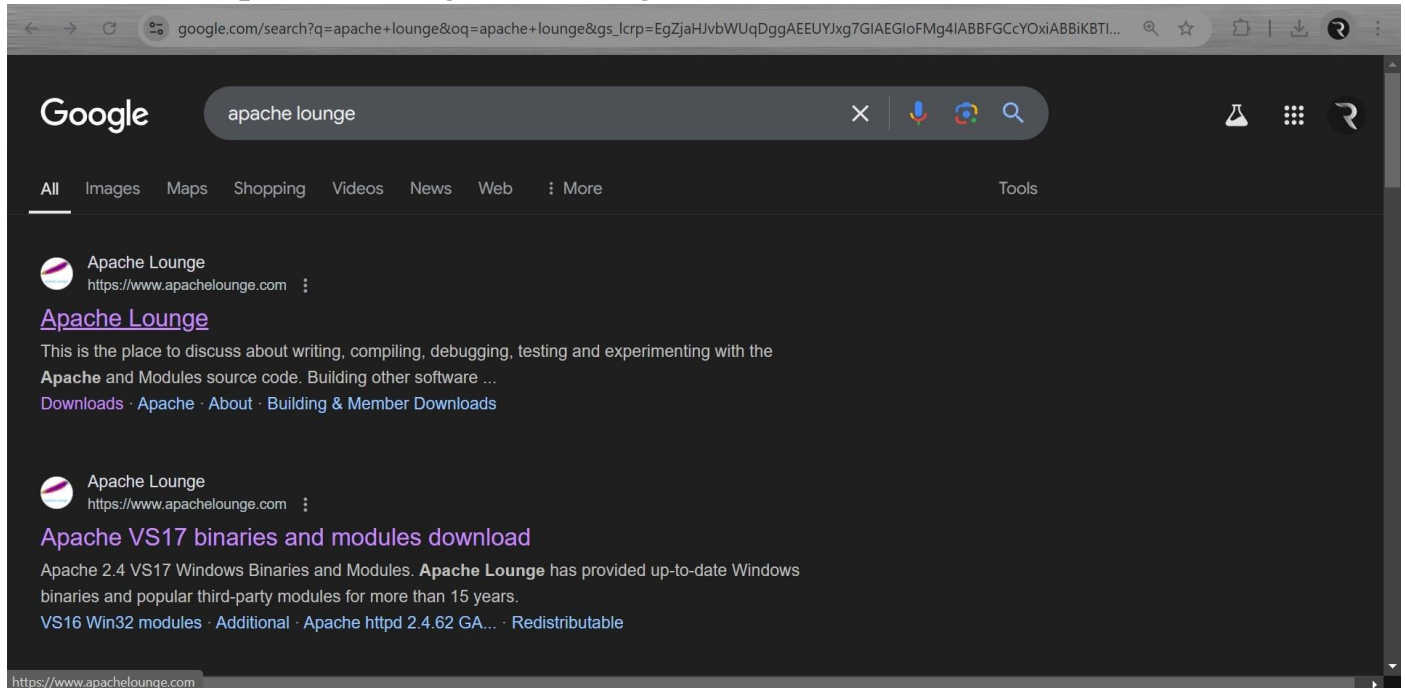 google.com/search?q=apache+lounge&oq=apache+lounge&gs_lcrp=EgZjaHJvbWUqDggAEEUYJxg7GIAEGIoFMg4IABBFGCcYOxiABBiKBTI...
Google
apache lounge
All Images Maps Shopping Videos News Web More Tools
Apache Lounge
https://www.apachelounge.com
Apache Lounge
This is the place to discuss about writing, compiling, debugging, testing and experimenting with the
Apache and Modules source code. Building other software ...
Downloads · Apache · About · Building & Member Downloads
Apache Lounge
https://www.apachelounge.com
Apache VS17 binaries and modules download
Apache 2.4 VS17 Windows Binaries and Modules. Apache Lounge has provided up-to-date Windows
binaries and popular third-party modules for more than 15 years.
VS16 Win32 modules · Additional · Apache httpd 2.4.62 GA... · Redistributable
https://www.apachelounge.com